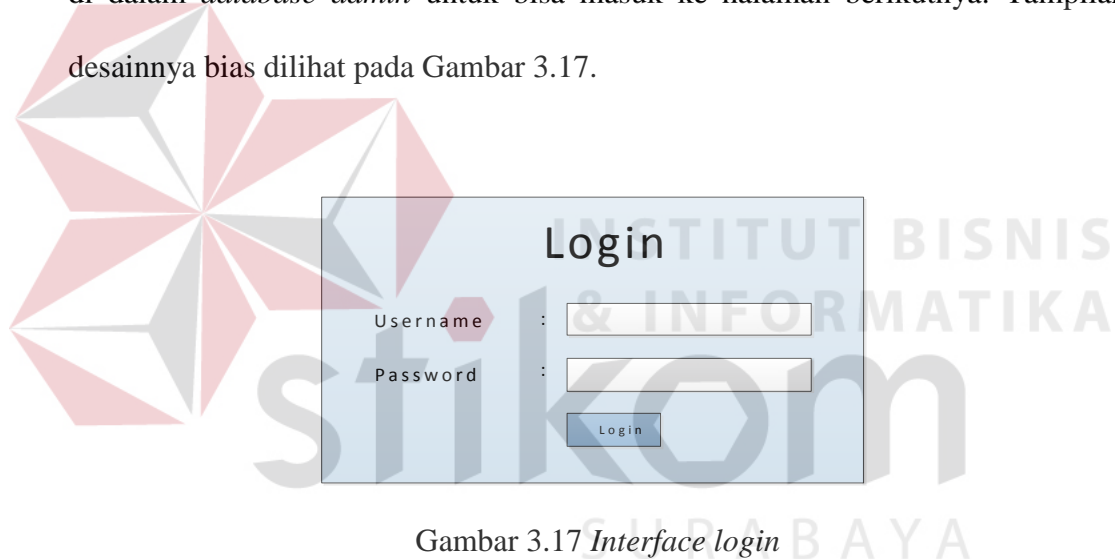 di dalam database admin untuk bisa masuk ke halaman berikutnya. Tampilan
desainnya bias dilihat pada Gambar 3.17.
Login
Username :
Password :
Login
Gambar 3.17 Interface login
INSTITUT BISNIS
& INFORMATIKA
stikom
SURABAYA